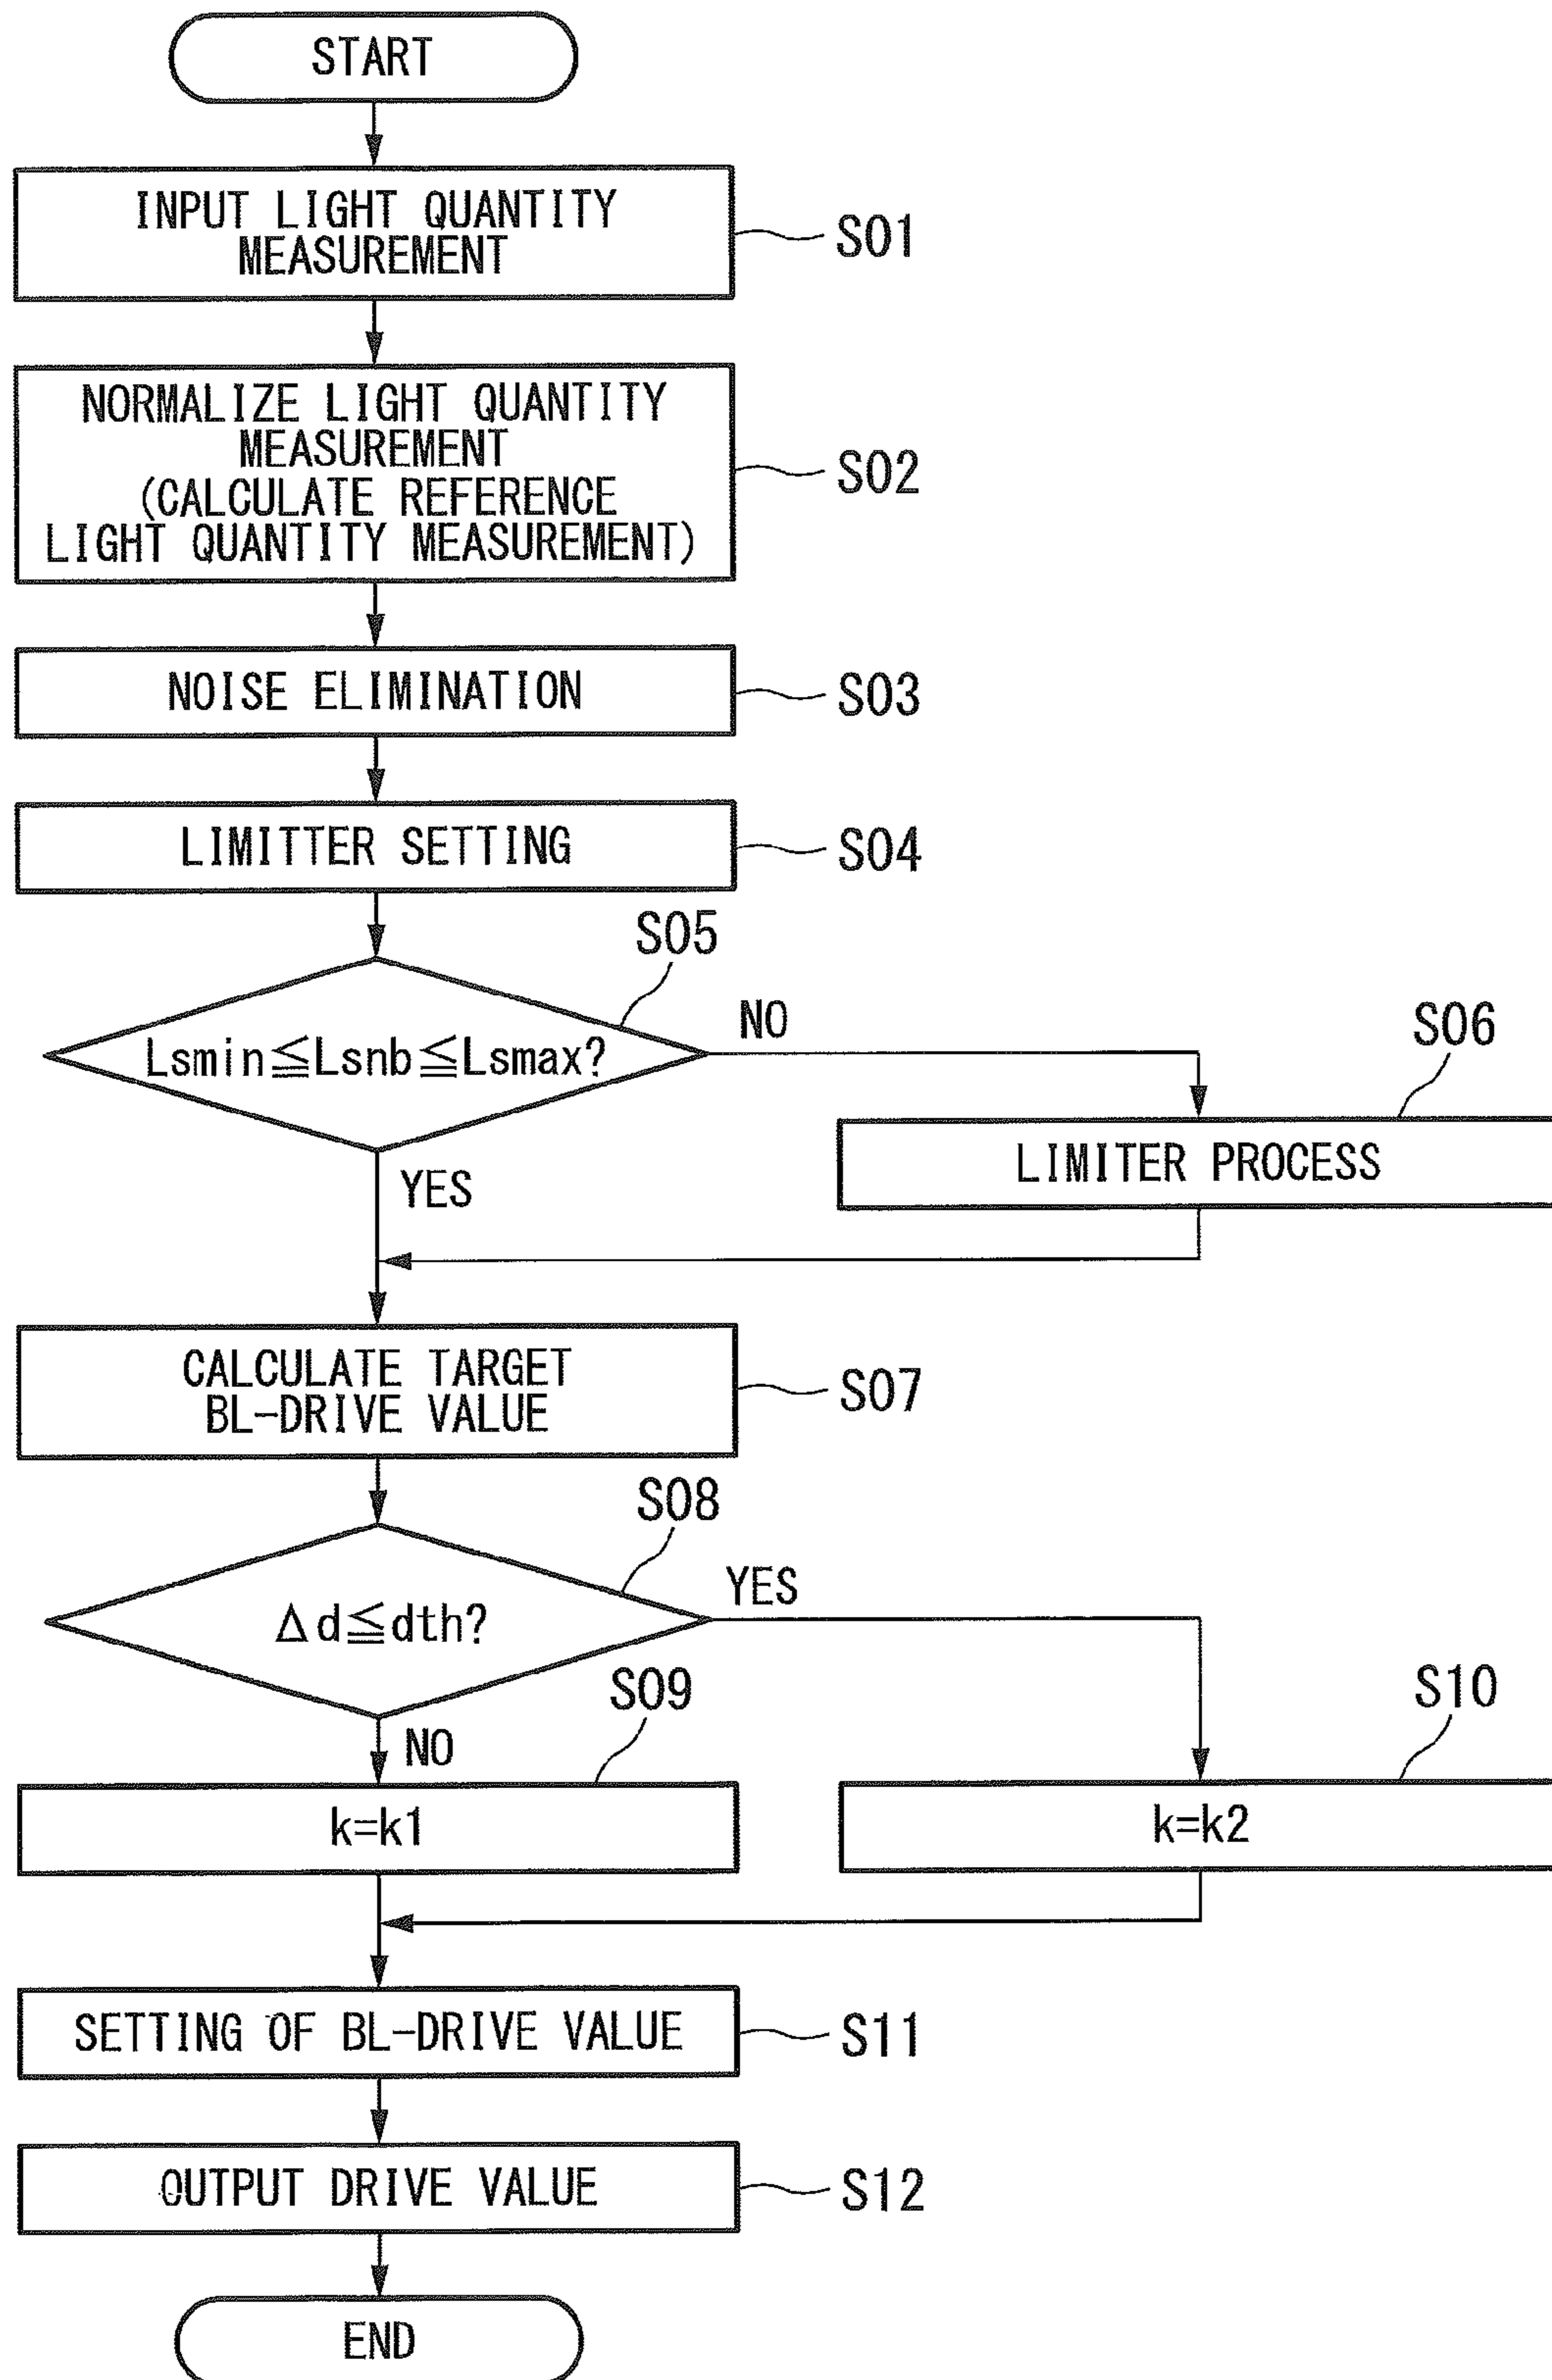 START
INPUT LIGHT QUANTITY
MEASUREMENT
S01
NORMALIZE LIGHT QUANTITY
MEASUREMENT
(CALCULATE REFERENCE
LIGHT QUANTITY MEASUREMENT)
S02
NOISE ELIMINATION
S03
LIMITTER SETTING
S04
S05
Lsmin≦Lsnb≦Lsmax?
NO
S06
LIMITER PROCESS
YES
CALCULATE TARGET
BL-DRIVE VALUE
S07
S08
Δd≦dth?
YES
NO
S09
k=k1
S10
k=k2
SETTING OF BL-DRIVE VALUE
S11
OUTPUT DRIVE VALUE
S12
END